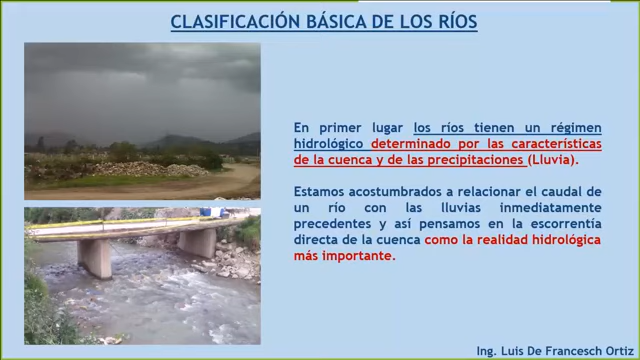 CLASIFICACIÓN BÁSICA DE LOS RÍOS
En primer lugar los ríos tienen un régimen
hidrológico determinado por las características
de la cuenca y de las precipitaciones (Lluvia).
Estamos acostumbrados a relacionar el caudal de
un río con las lluvias inmediatamente
precedentes y así pensamos en la escorrentía
directa de la cuenca como la realidad hidrológica
más importante.
Ing. Luis De Francesch Ortiz